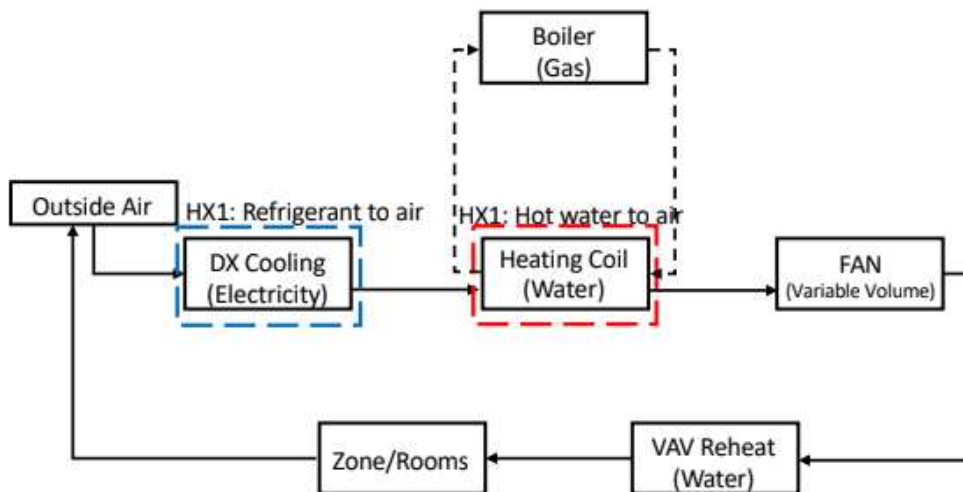 Boiler
(Gas)
Outside Air
HX1: Refrigerant to air
HX1: Hot water to air
DX Cooling
(Electricity)
Heating Coil
(Water)
FAN
(Variable Volume)
Zone/Rooms
VAV Reheat
(Water)